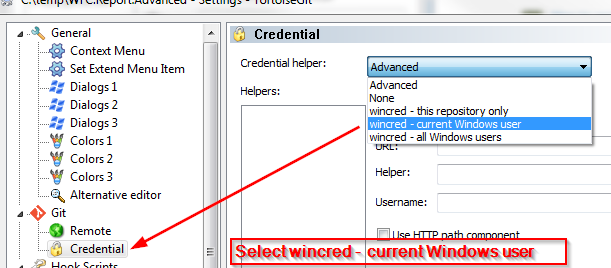 C:\temp\WFC.Report.Advanced - Settings - TortoiseGit
General
Context Menu
Set Extend Menu Item
Dialogs 1
Dialogs 2
Dialogs 3
Colors 1
Colors 2
Colors 3
Alternative editor
Git
Remote
Credential
Hook Scripts
Credential
Credential helper:
Advanced
Advanced
None
wincred - this repository only
wincred - current Windows user
wincred - all Windows users
Helpers:
URL:
Helper:
Username:
Use HTTP path component
Select wincred - current Windows user